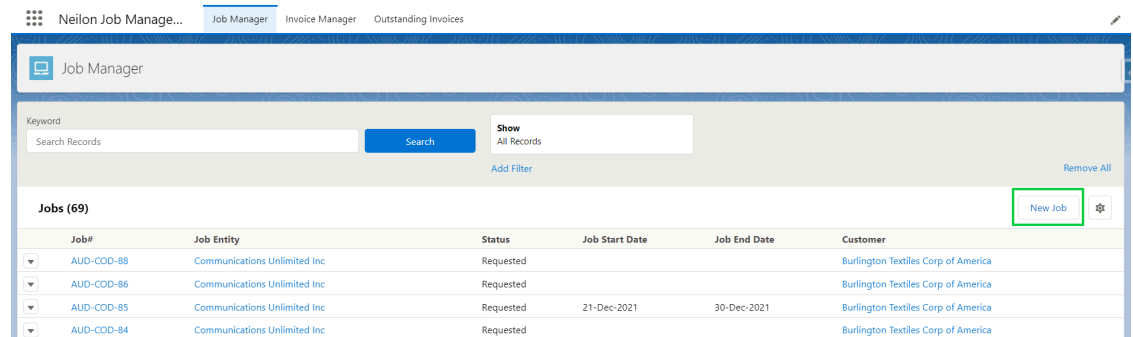 Neilon Job Manage... Job Manager Invoice Manager Outstanding Invoices
Job Manager
Keyword
Search Records Search
Show
All Records
Add Filter Remove All
Jobs (69) New Job
Job# Job Entity Status Job Start Date Job End Date Customer
AUD-COD-88 Communications Unlimited Inc Requested Burlington Textiles Corp of America
AUD-COD-86 Communications Unlimited Inc Requested Burlington Textiles Corp of America
AUD-COD-85 Communications Unlimited Inc Requested 21-Dec-2021 30-Dec-2021 Burlington Textiles Corp of America
AUD-COD-84 Communications Unlimited Inc Requested Burlington Textiles Corp of America